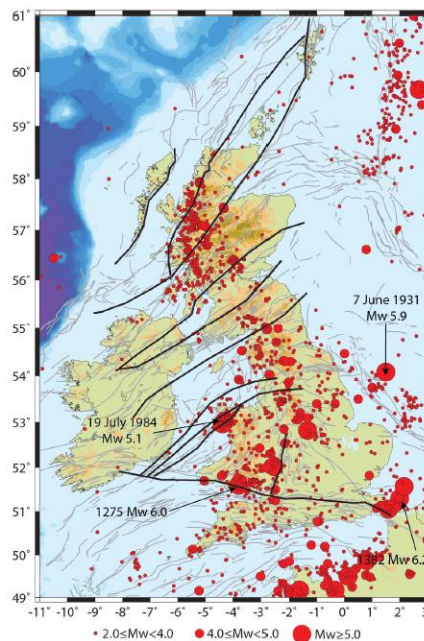 61°
60°
59°
58°
57°
56°
55°
54°
53°
52°
51°
50°
49°
7 June 1931
Mw 5.9
19 July 1984
Mw 5.1
1275 Mw 6.0
1382 Mw 6.2
-11° -10° -9° -8° -7° -6° -5° -4° -3° -2° -1° 0° 1° 2° 3°
2.0≤Mw<4.0 4.0≤Mw<5.0 Mw≥5.0